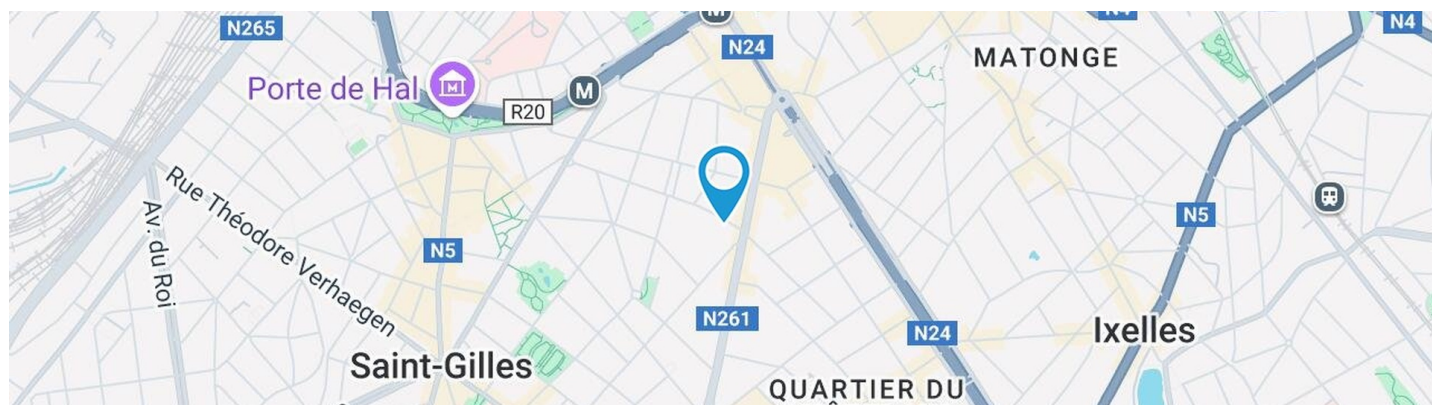 N265
M
N24
N4
N4
MATONGE
Porte de Hal
M
R20
M
Rue Théodore Verhaegen
Av. du Roi
N5
N5
N261
N24
Ixelles
Saint-Gilles
QUARTIER DU